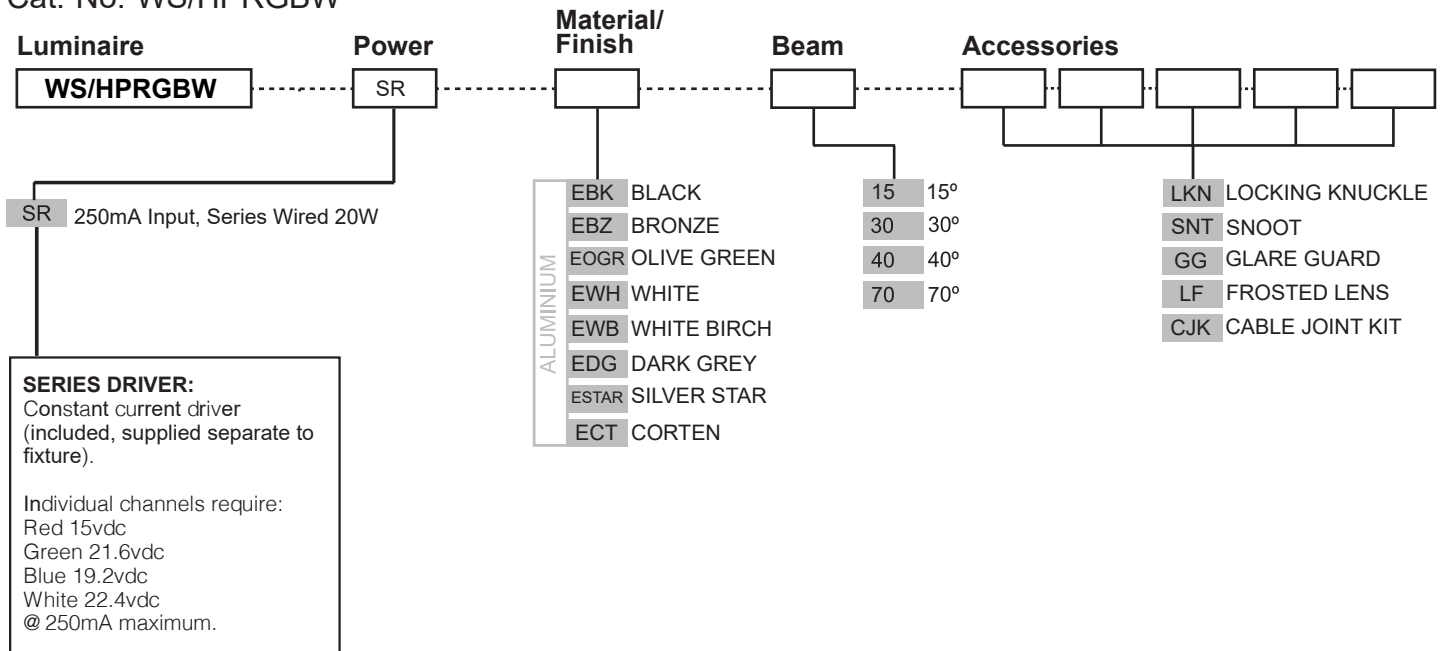 Cat. No. WS/HPRGBW
Luminaire
Power
Material/
Finish
Beam
Accessories
WS/HPRGBW
SR
SR 250mA Input, Series Wired 20W
SERIES DRIVER:
Constant current driver
(included, supplied separate to
fixture).
Individual channels require:
Red 15vdc
Green 21.6vdc
Blue 19.2vdc
White 22.4vdc
@ 250mA maximum.
ALUMINIUM
EBK BLACK
EBZ BRONZE
EOGR OLIVE GREEN
EWH WHITE
EWB WHITE BIRCH
EDG DARK GREY
ESTAR SILVER STAR
ECT CORTEN
15 15º
30 30º
40 40º
70 70º
LKN LOCKING KNUCKLE
SNT SNOOT
GG GLARE GUARD
LF FROSTED LENS
CJK CABLE JOINT KIT